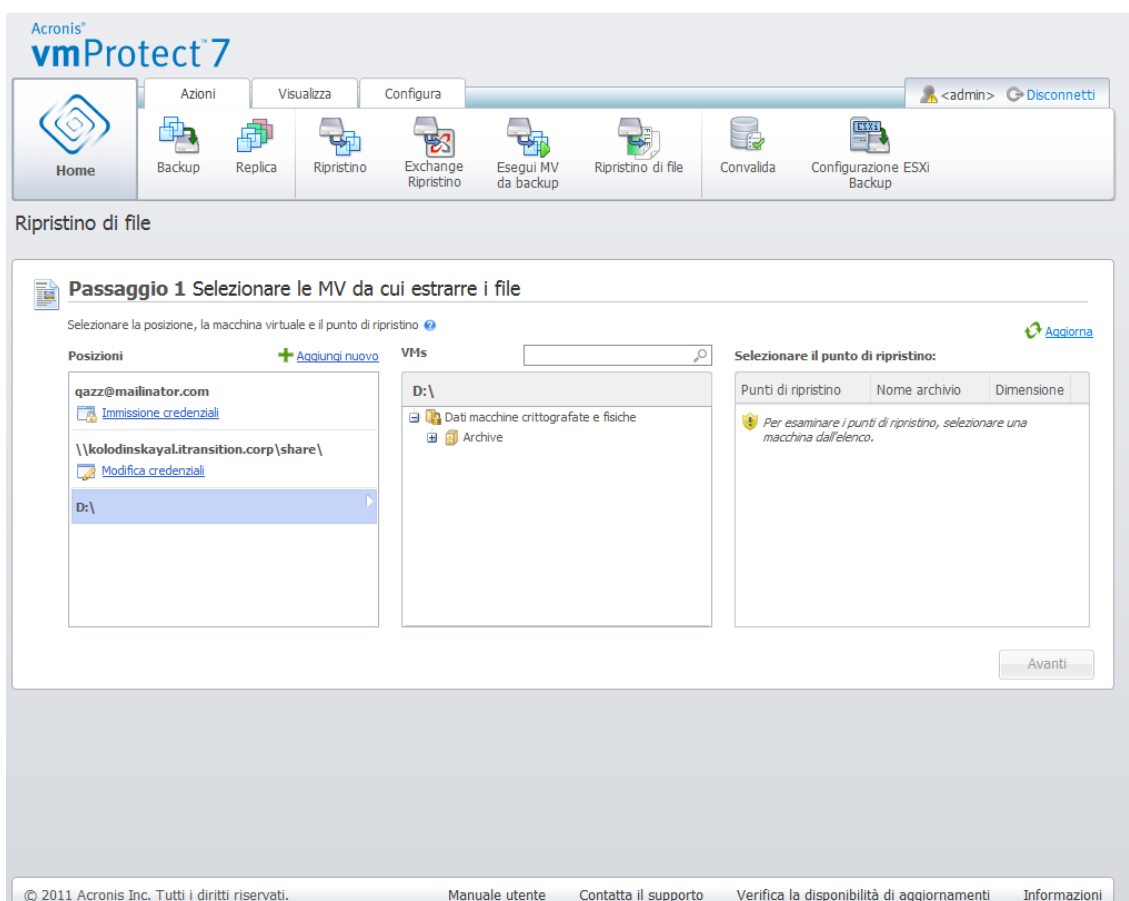 Acronis®
vmProtect™ 7
Azioni Visualizza Configura
<admin> Disconnetti
Home
Backup
Replica
Ripristino
Exchange Ripristino
Esegui MV da backup
Ripristino di file
Convalida
Configurazione ESXi Backup
Ripristino di file
Passaggio 1 Selezionare le MV da cui estrarre i file
Selezionare la posizione, la macchina virtuale e il punto di ripristino
Aggiorna
Posizioni
Aggiungi nuovo
qazz@mailinator.com
Immissione credenziali
\\kolodinskayal.itransition.corp\share\
Modifica credenziali
D:\
VMs
D:\
Dati macchine crittografate e fisiche
Archive
Selezionare il punto di ripristino:
Punti di ripristino Nome archivio Dimensione
Per esaminare i punti di ripristino, selezionare una
macchina dall'elenco.
Avanti
© 2011 Acronis Inc. Tutti i diritti riservati.
Manuale utente Contatta il supporto Verifica la disponibilità di aggiornamenti Informazioni